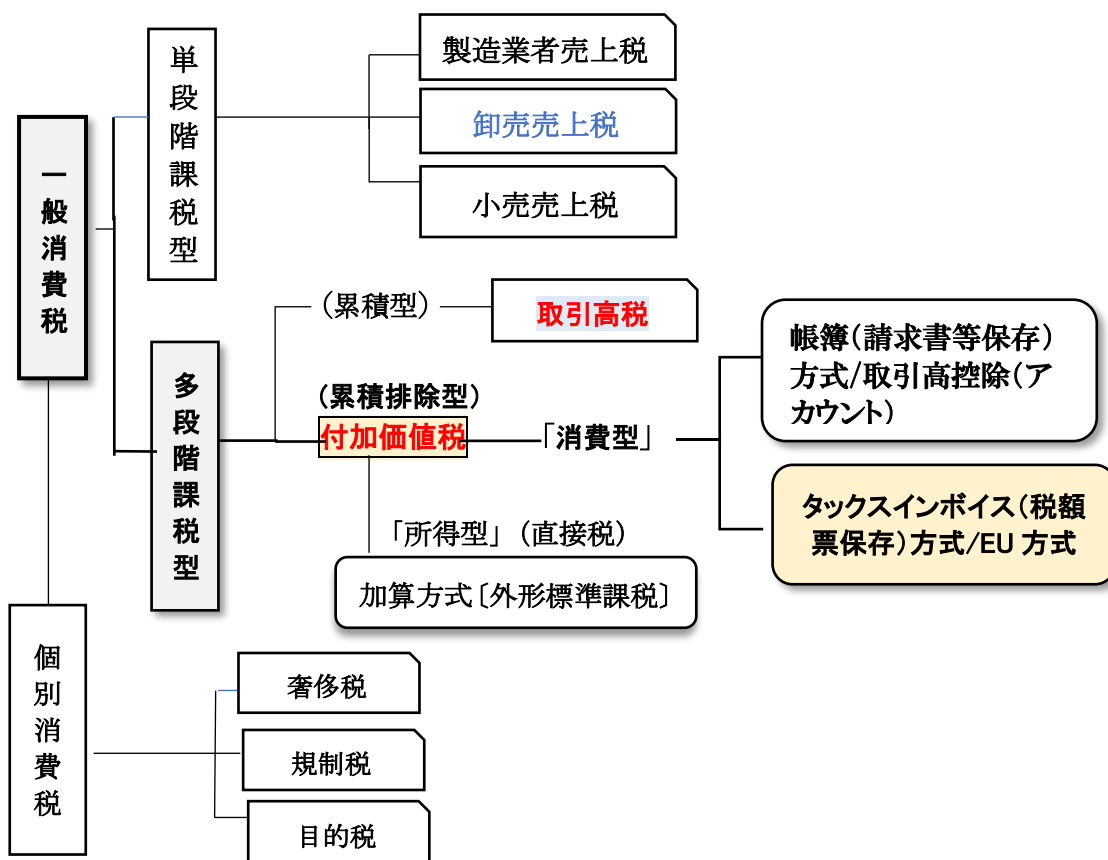 一般消費税
単段階課税型
製造業者売上税
卸売売上税
小売売上税
多段階課税型
（累積型）
取引高税
（累積排除型）
付加価値税
「消費型」
帳簿（請求書等保存）
方式/取引高控除（ア
カウント）
タックスインボイス（税額
票保存）方式/EU 方式
「所得型」（直接税）
加算方式〔外形標準課税〕
個別消費税
奢侈税
規制税
目的税